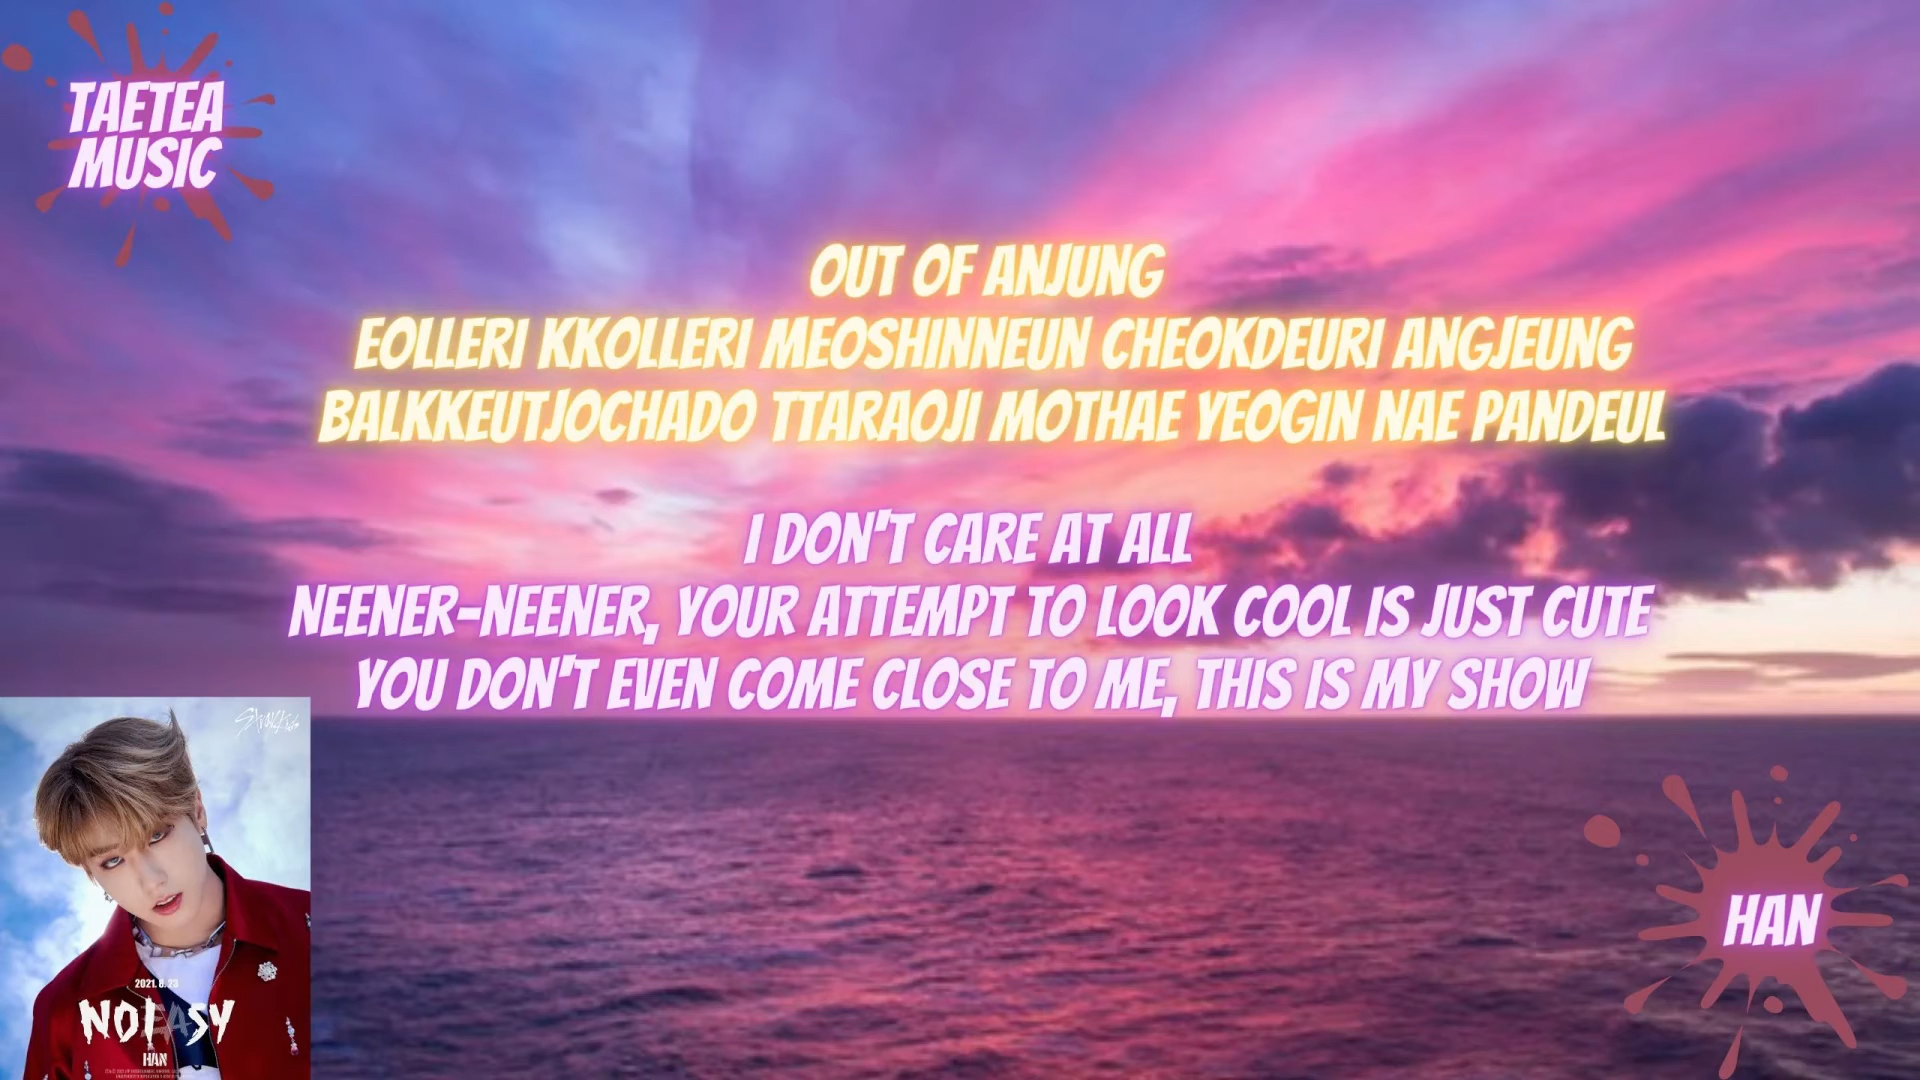 TAETEA
MUSIC
OUT OF ANJUNG
EOLLERI KKOLLERI MEOSHINNEUN CHEOKDEURI ANGJEUNG
BALKKEUTJOCHADO TTARAOJI MOTHAE YEOGIN NAE PANDEUL
I DON'T CARE AT ALL
NEENER-NEENER, YOUR ATTEMPT TO LOOK COOL IS JUST CUTE
YOU DON'T EVEN COME CLOSE TO ME, THIS IS MY SHOW
Stray Kids
2021. 8. 23
NOEASY
HAN
HAN